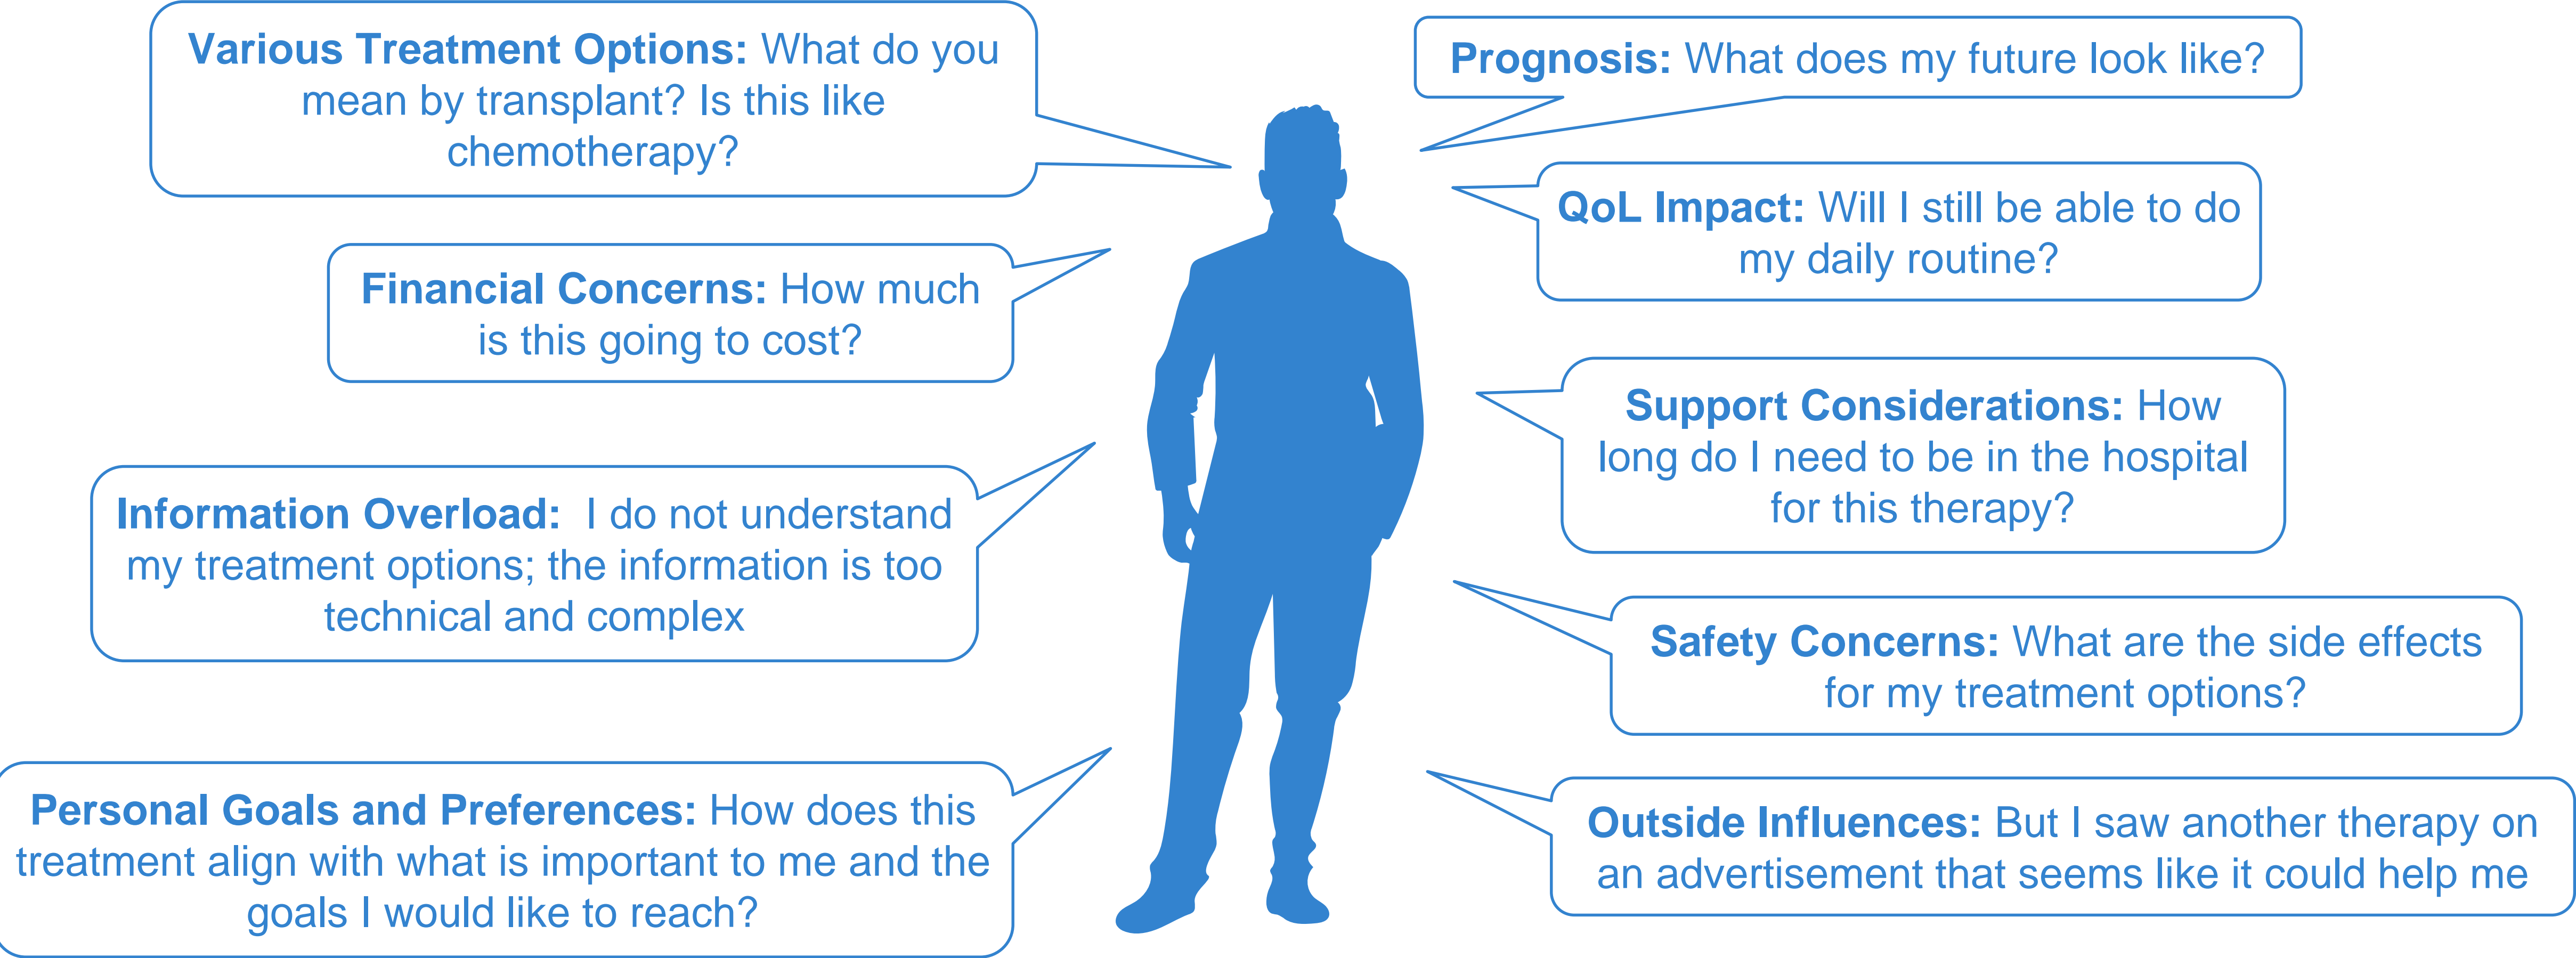 Various Treatment Options: What do you
mean by transplant? Is this like
chemotherapy?
Financial Concerns: How much
is this going to cost?
Information Overload:  I do not understand
my treatment options; the information is too
technical and complex
Personal Goals and Preferences: How does this
treatment align with what is important to me and the
goals I would like to reach?
Prognosis: What does my future look like?
QoL Impact: Will I still be able to do
my daily routine?
Support Considerations: How
long do I need to be in the hospital
for this therapy?
Safety Concerns: What are the side effects
for my treatment options?
Outside Influences: But I saw another therapy on
an advertisement that seems like it could help me